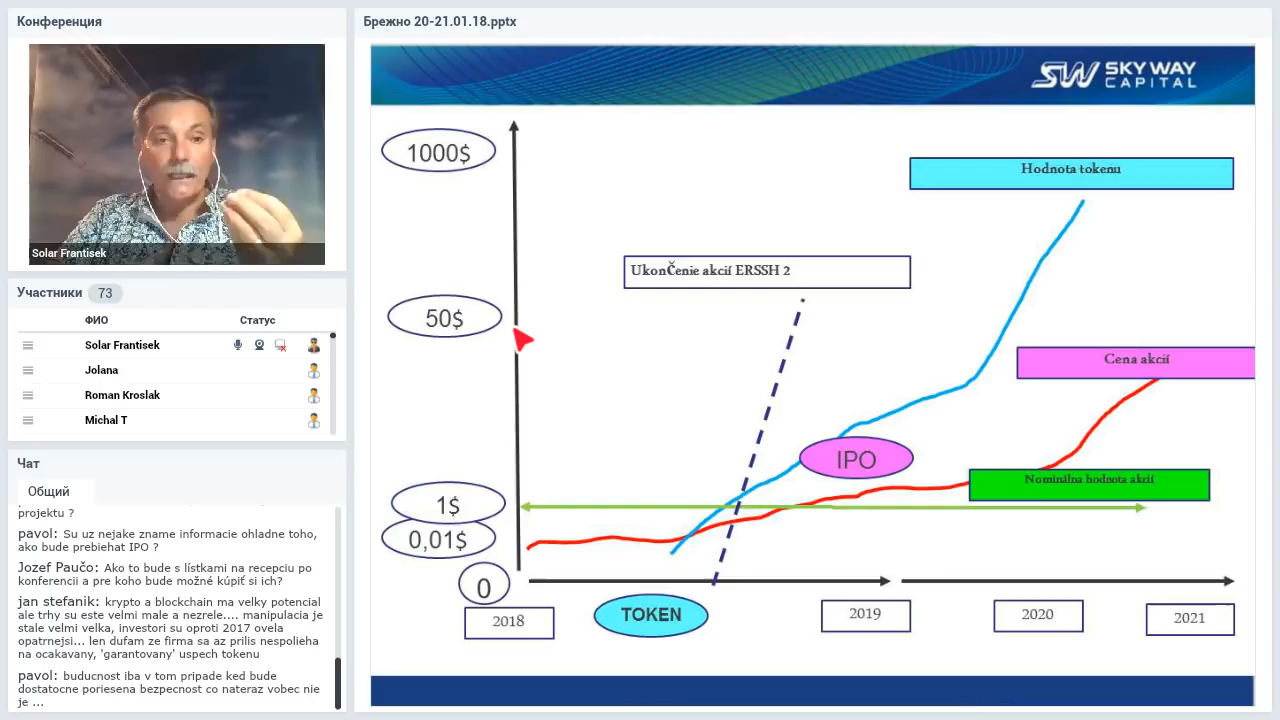 Конференция
Solar Frantisek
Участники 73
ФИО Статус
Solar Frantisek
Jolana
Roman Kroslak
Michal T
Чат
Общий
projektu ?
pavol: Su uz nejake zname informacie ohladne toho,
ako bude prebiehat IPO ?
Jozef Paučo: Ako to bude s lístkami na recepciu po
konferencii a pre koho bude možné kúpiť si ich?
jan stefanik: krypto a blockchain ma velky potencial
ale trhy su este velmi male a nezrele.... manipulacia je
stale velmi velka, investori su oproti 2017 ovela
opatrnejsi... len dufam ze firma sa az prilis nespolieha
na ocakavany, 'garantovany' uspech tokenu
pavol: buducnost iba v tom pripade ked bude
dostatocne poriesena bezpecnost co nateraz vobec nie
je ...
Брежно 20-21.01.18.pptx
SW SKY WAY
CAPITAL
1000$
Hodnota tokenu
UkonČenie akcií ERSSH 2
50$
Cena akcií
IPO
Nominálna hodnota akcií
1$
0,01$
0
2018
TOKEN
2019
2020
2021